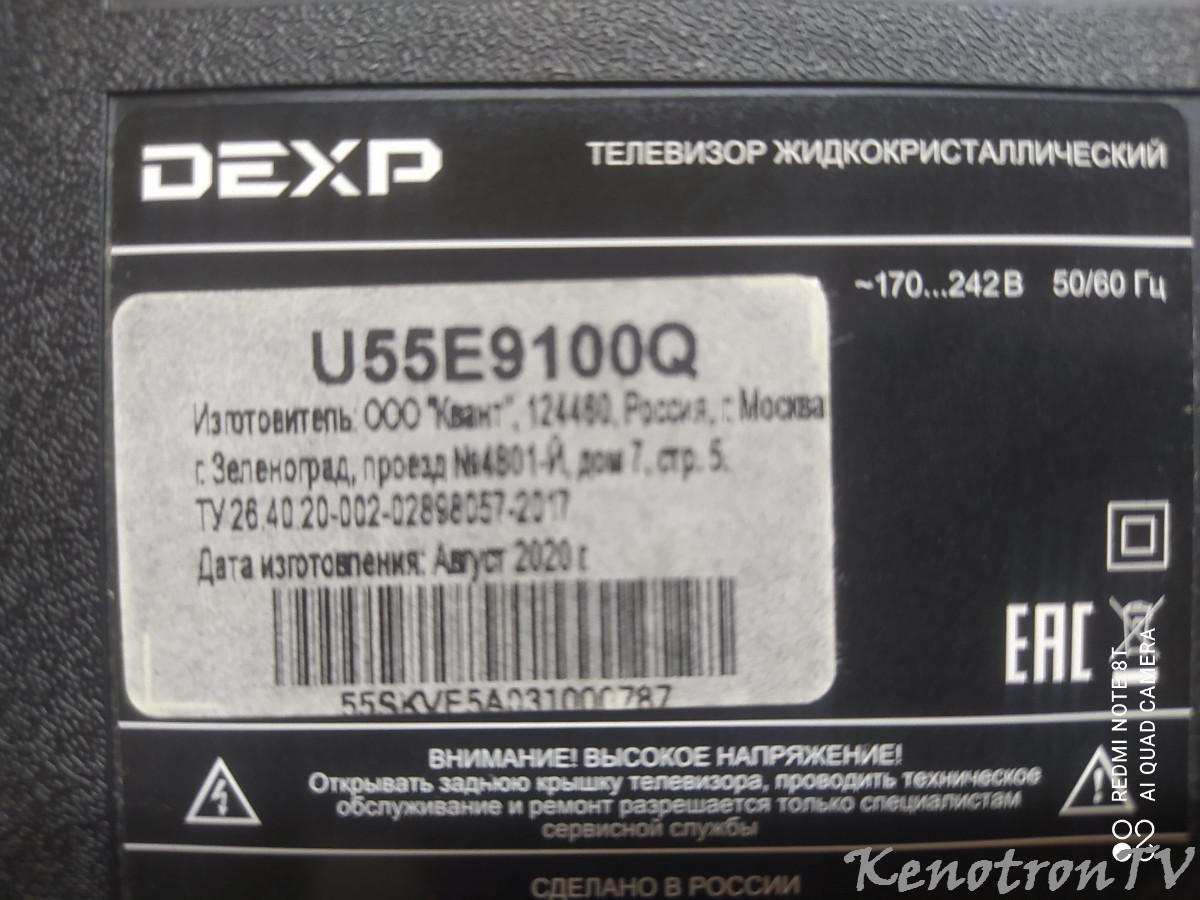 DEXP
ТЕЛЕВИЗОР ЖИДКОКРИСТАЛЛИЧЕСКИЙ
~170...242 В 50/60 Гц
U55E9100Q
Изготовитель: ООО "Квант", 124460, Россия, г. Москва
г. Зеленоград, проезд №4801-Й, дом 7, стр. 5.
ТУ 26.40.20-002-02898057-2017
Дата изготовления: Август 2020 г.
EAC
ВНИМАНИЕ! ВЫСОКОЕ НАПРЯЖЕНИЕ!
Открывать заднюю крышку телевизора, проводить техническое
обслуживание и ремонт разрешается только специалистам
сервисной службы
СДЕЛАНО В РОССИИ
REDMI NOTE 8T
AI QUAD CAMERA
KenotronTV